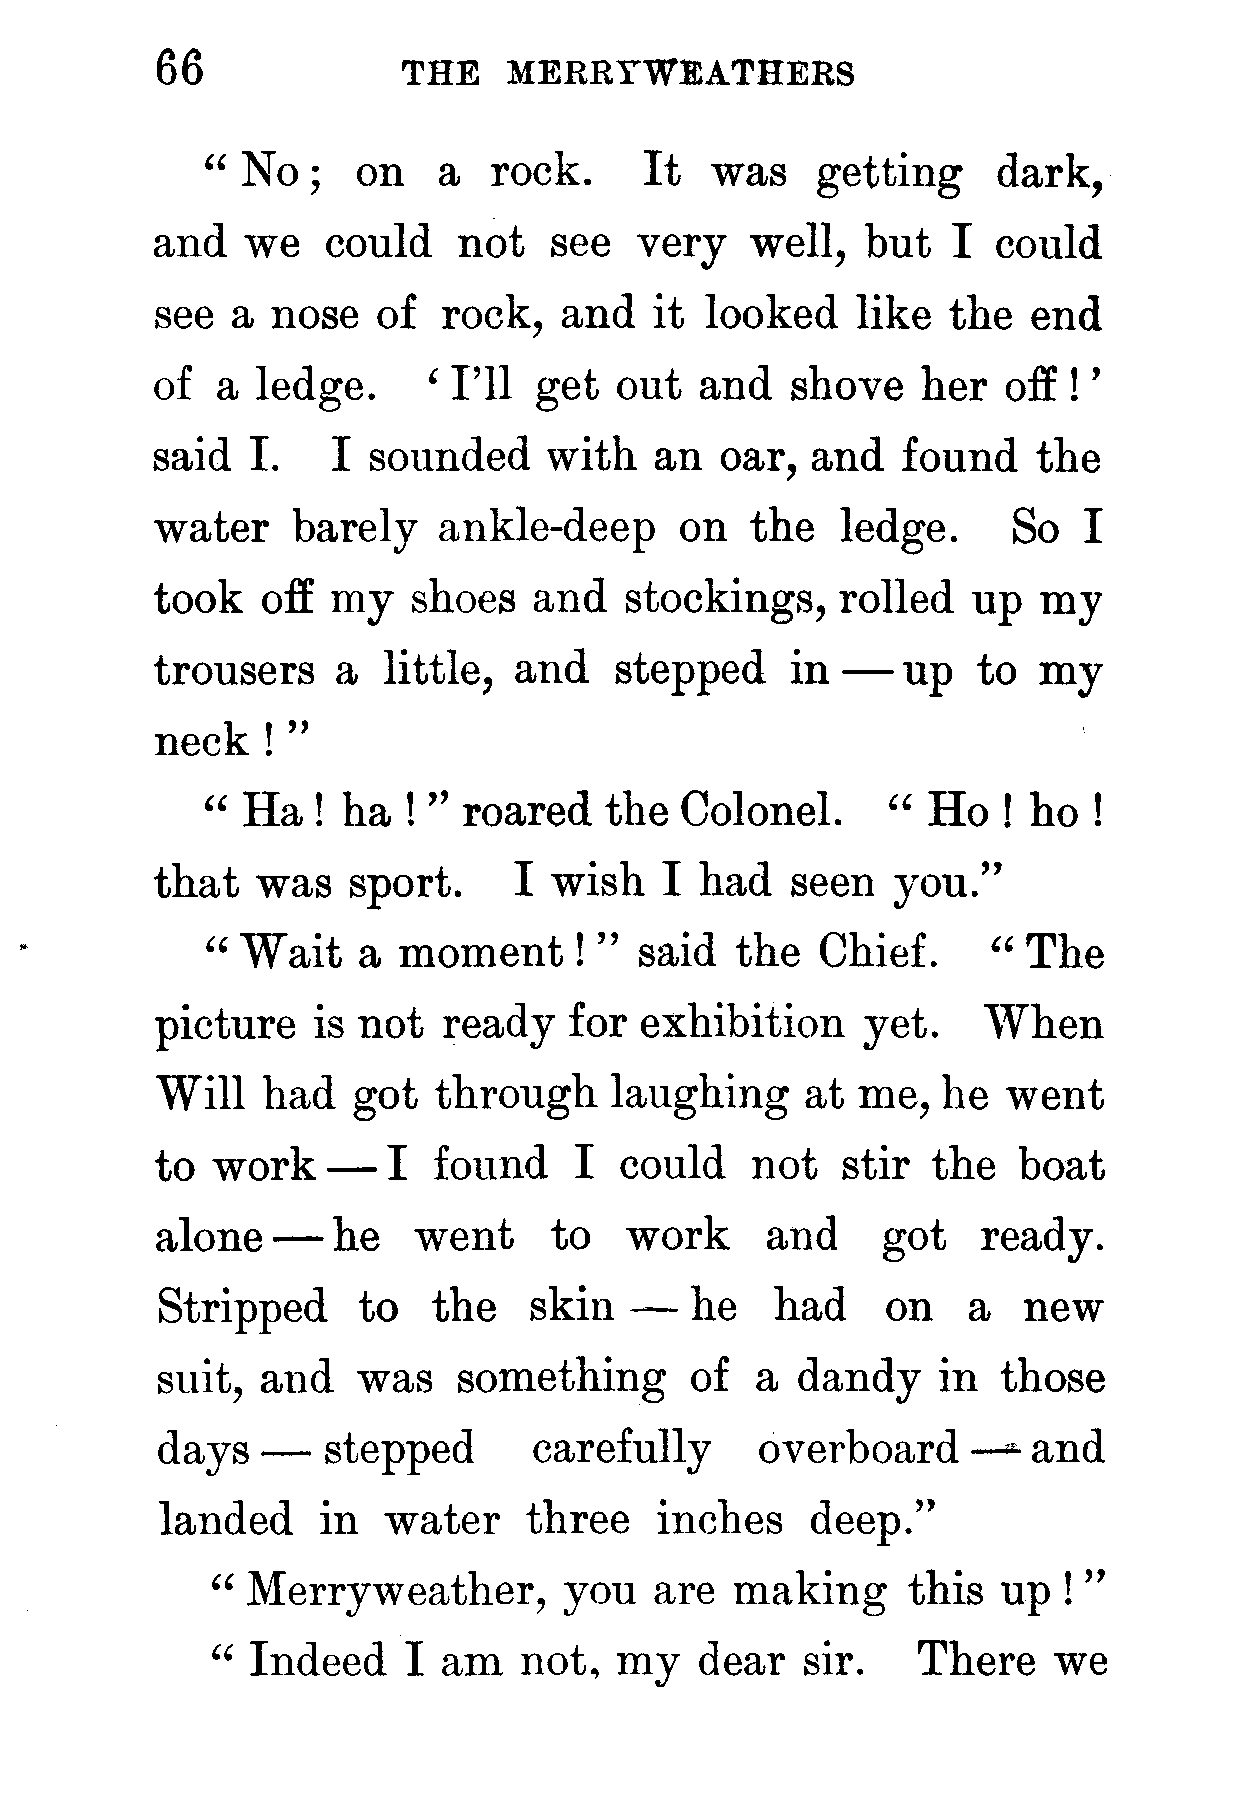 66 THE MERRYWEATHERS
“ No ; on a rock. It was getting dark,
and we could not see very well, but I could
see a nose of rock, and it looked like the end
of a ledge. ‘ I’ll get out and shove her off ! ’
said I. I sounded with an oar, and found the
water barely ankle-deep on the ledge. So I
took off my shoes and stockings, rolled up my
trousers a little, and stepped in — up to my
neck ! ”
“ Ha ! ha ! ” roared the Colonel. “ Ho ! ho !
that was sport. I wish I had seen you.”
“ Wait a moment ! ” said the Chief. “ The
picture is not ready for exhibition yet. When
Will had got through laughing at me, he went
to work — I found I could not stir the boat
alone — he went to work and got ready.
Stripped to the skin — he had on a new
suit, and was something of a dandy in those
days — stepped carefully overboard — and
landed in water three inches deep.”
“ Merryweather, you are making this up ! ”
“ Indeed I am not, my dear sir. There we